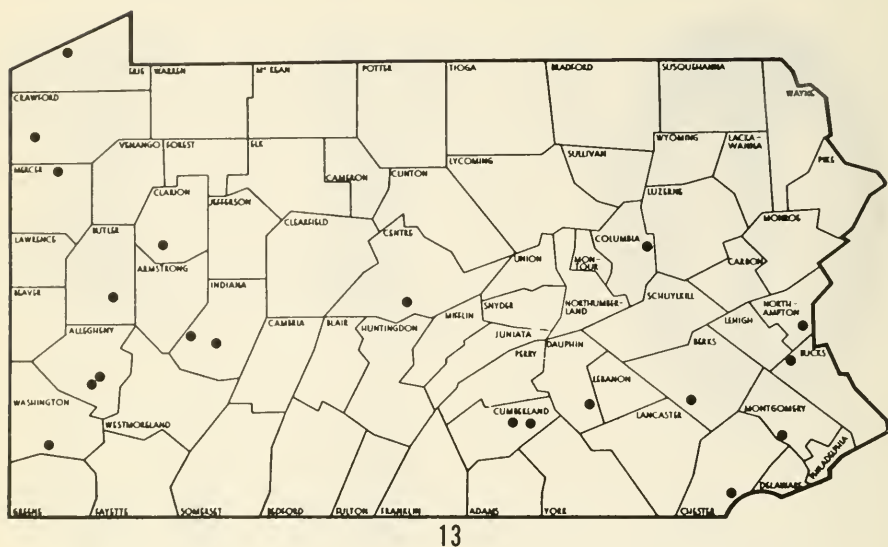 ERIE WARREN McKEAN POTTER TIOGA BRADFORD SUSQUEHANNA
WAYNE
CRAWFORD
VENANGO FOREST ELK
WYOMING LACKA-
WANNA
MERCER
CAMERON CLINTON LYCOMING SULLIVAN
PIKE
CLARION JEFFERSON
LUZERNE
CLEARFIELD
MONROE
LAWRENCE BUTLER CENTRE COLUMBIA
UNION MON-
TOUR CARBON
ARMSTRONG
INDIANA
BEAVER
SNYDER NORTHUMBER-
LAND SCHUYLKILL NORTH-
AMPTON
ALLEGHENY CAMBRIA BLAIR HUNTINGDON MIFFLIN LEHIGH
JUNIATA BERKS
PERRY DAUPHIN BUCKS
LEBANON
WASHINGTON
CUMBERLAND LANCASTER MONTGOMERY
WESTMORELAND
PHILADELPHIA
DELAWARE
GREENE FAYETTE SOMERSET BEDFORD FULTON FRANKLIN ADAMS YORK CHESTER
13